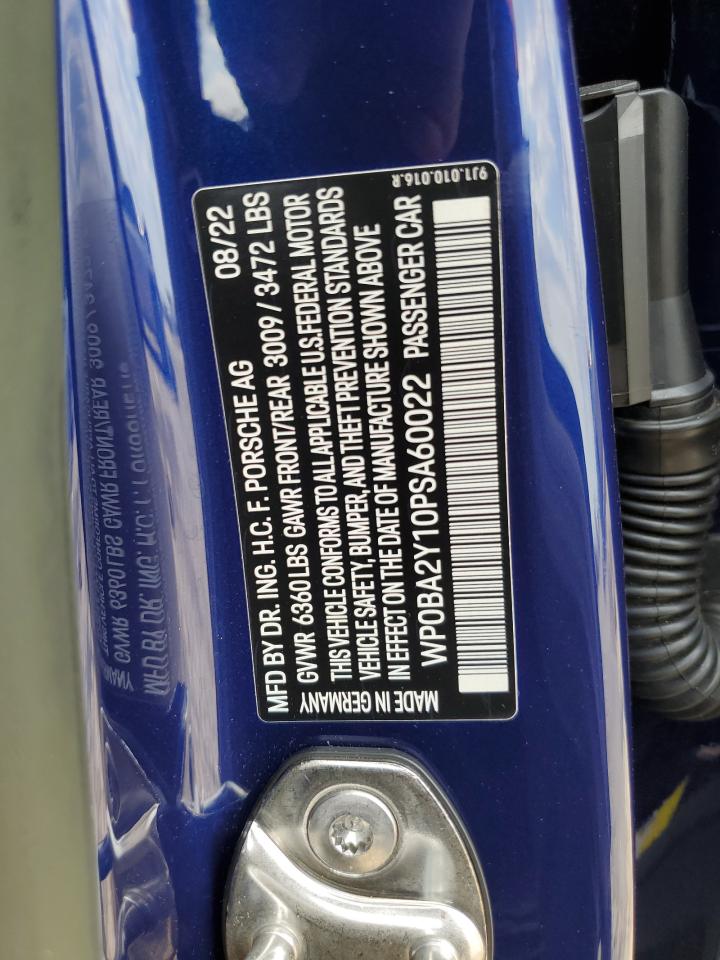 MFD BY DR. ING. H.C. F. PORSCHE AG 08/22
GVWR 6360 LBS GAWR FRONT/REAR 3009 / 3472 LBS
THIS VEHICLE CONFORMS TO ALL APPLICABLE U.S. FEDERAL MOTOR
VEHICLE SAFETY, BUMPER, AND THEFT PREVENTION STANDARDS
IN EFFECT ON THE DATE OF MANUFACTURE SHOWN ABOVE
WP0BA2Y10PSA60022 PASSENGER CAR
MADE IN GERMANY
9J1.010.016.R